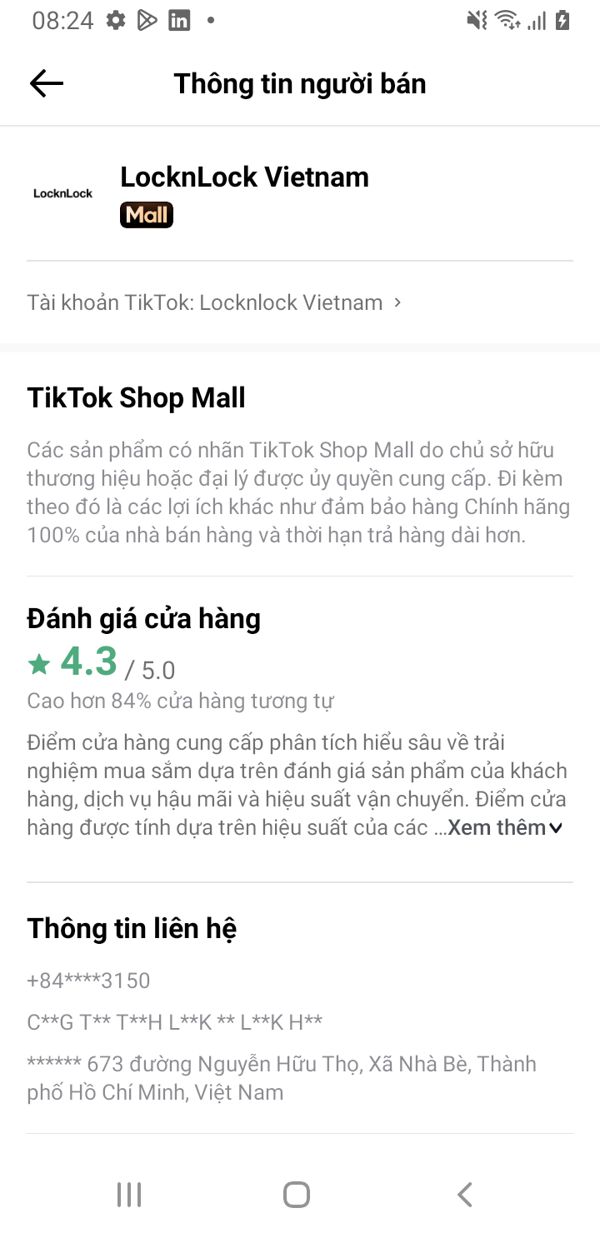 08:24
Thông tin người bán
LocknLock
LocknLock Vietnam
Mall
Tài khoản TikTok: Locknlock Vietnam
TikTok Shop Mall
Các sản phẩm có nhãn TikTok Shop Mall do chủ sở hữu
thương hiệu hoặc đại lý được ủy quyền cung cấp. Đi kèm
theo đó là các lợi ích khác như đảm bảo hàng Chính hãng
100% của nhà bán hàng và thời hạn trả hàng dài hơn.
Đánh giá cửa hàng
4.3 / 5.0
Cao hơn 84% cửa hàng tương tự
Điểm cửa hàng cung cấp phân tích hiểu sâu về trải
nghiệm mua sắm dựa trên đánh giá sản phẩm của khách
hàng, dịch vụ hậu mãi và hiệu suất vận chuyển. Điểm cửa
hàng được tính dựa trên hiệu suất của các ...Xem thêm
Thông tin liên hệ
+84****3150
C**G T** T**H L**K ** L**K H**
****** 673 đường Nguyễn Hữu Thọ, Xã Nhà Bè, Thành
phố Hồ Chí Minh, Việt Nam